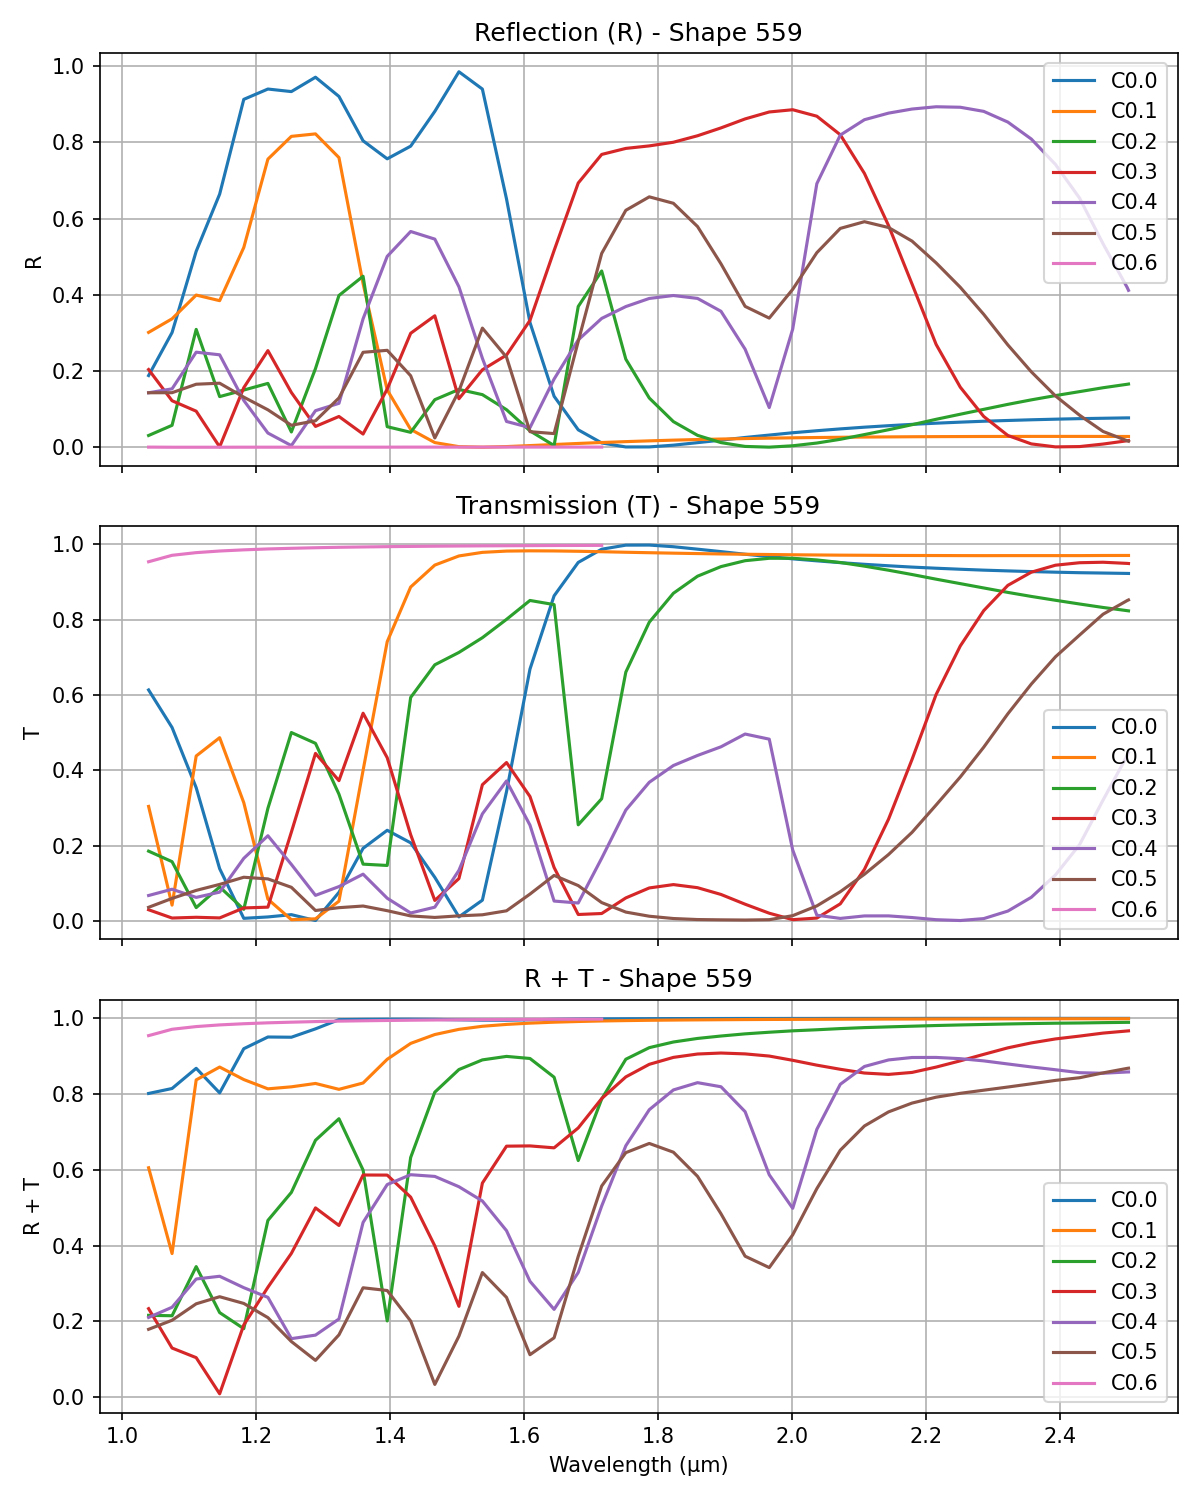 Reflection (R) - Shape 559
1.0
0.8
0.6
0.4
0.2
0.0
R
C0.0
C0.1
C0.2
C0.3
C0.4
C0.5
C0.6
Transmission (T) - Shape 559
1.0
0.8
0.6
0.4
0.2
0.0
T
C0.0
C0.1
C0.2
C0.3
C0.4
C0.5
C0.6
R + T - Shape 559
1.0
0.8
0.6
0.4
0.2
0.0
R + T
C0.0
C0.1
C0.2
C0.3
C0.4
C0.5
C0.6
1.0 1.2 1.4 1.6 1.8 2.0 2.2 2.4
Wavelength (μm)